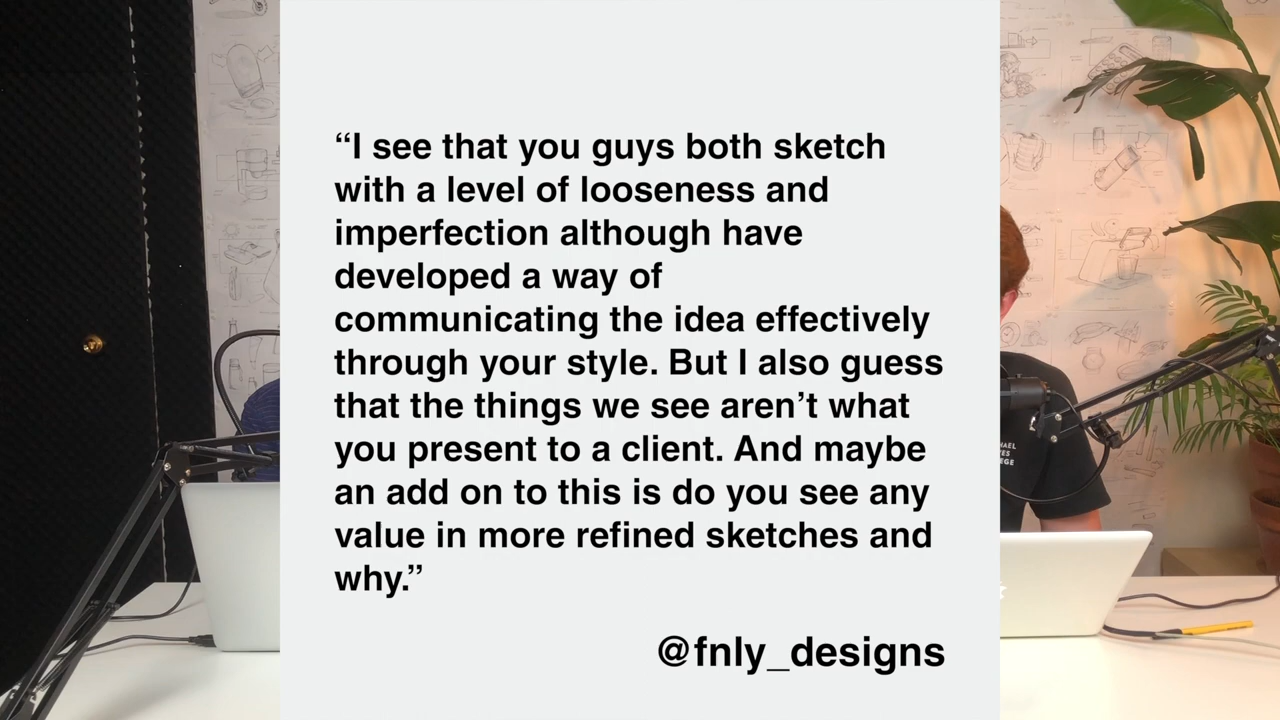 “I see that you guys both sketch
with a level of looseness and
imperfection although have
developed a way of
communicating the idea effectively
through your style. But I also guess
that the things we see aren’t what
you present to a client. And maybe
an add on to this is do you see any
value in more refined sketches and
why.”
@fnly_designs